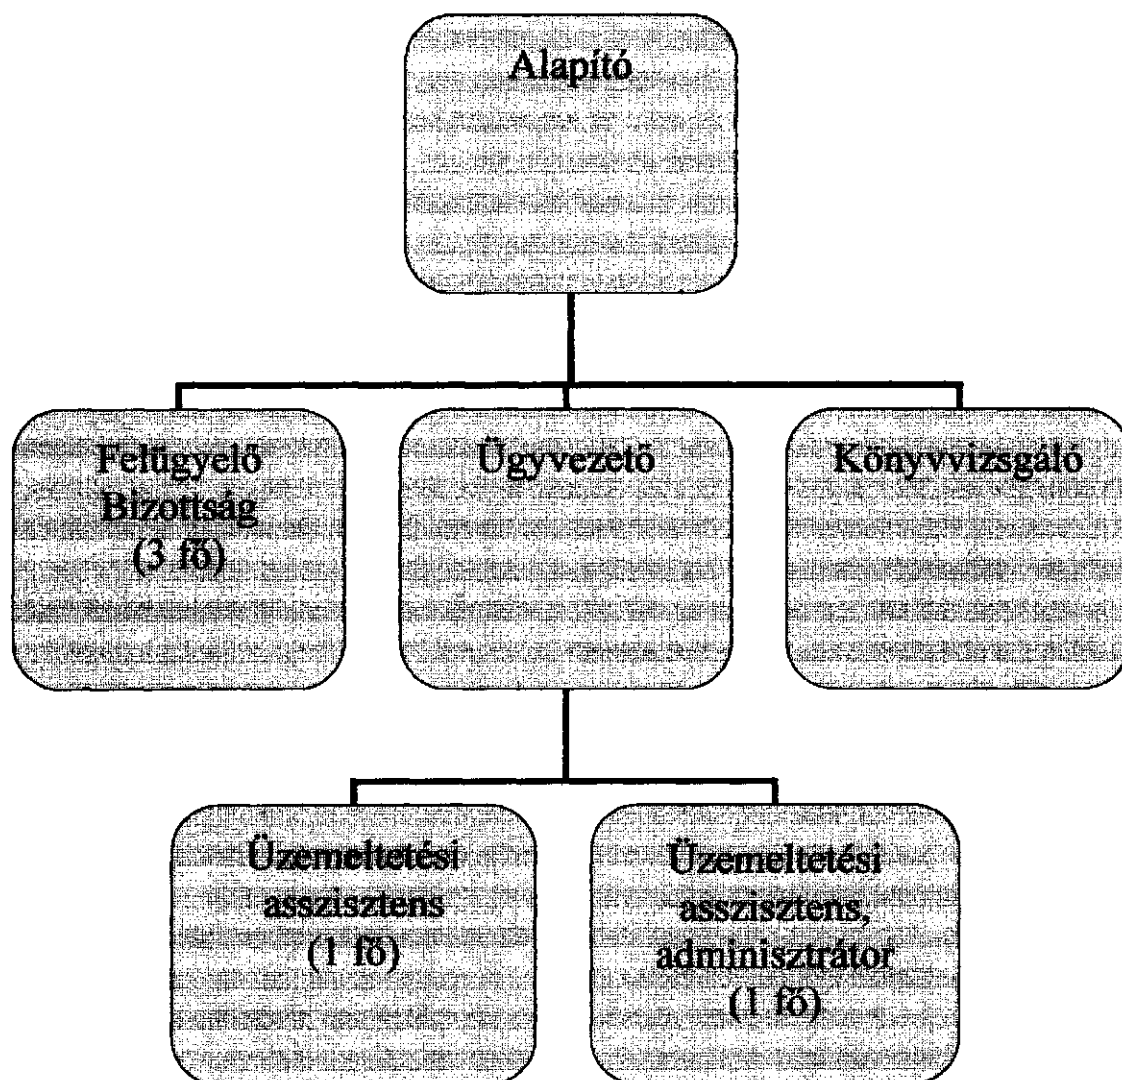 Alapító
Felügyelő
Bizottság
(3 fő)
Ügyvezető
Könyvvizsgáló
Üzemeltetési
asszisztens
(1 fő)
Üzemeltetési
asszisztens,
adminisztrátor
(1 fő)